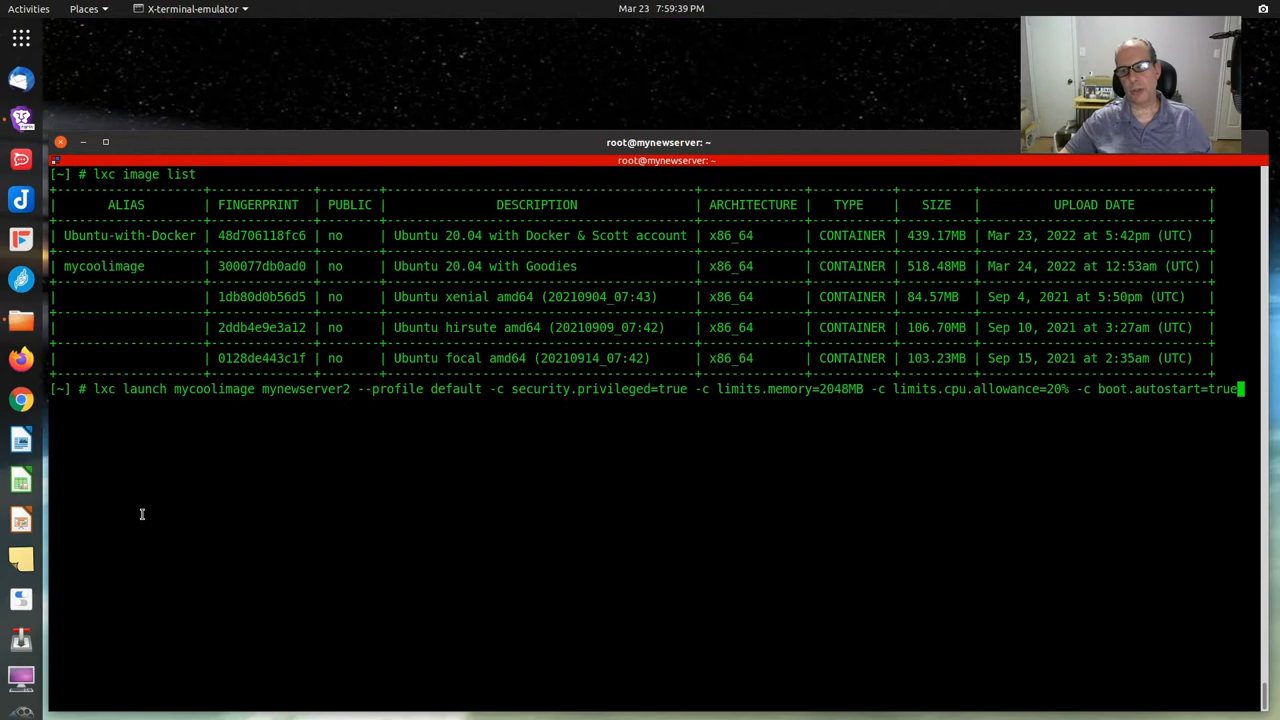 Activities Places X-terminal-emulator Mar 23 7:59:39 PM
root@mynewserver: ~
root@mynewserver: ~
[~] # lxc image list
+--------------------+--------------+--------+----------------------------------------+--------------+-----------+----------+-------------------------------+
| ALIAS | FINGERPRINT | PUBLIC | DESCRIPTION | ARCHITECTURE | TYPE | SIZE | UPLOAD DATE |
| Ubuntu-with-Docker | 48d706118fc6 | no | Ubuntu 20.04 with Docker & Scott account | x86_64 | CONTAINER | 439.17MB | Mar 23, 2022 at 5:42pm (UTC) |
| mycoolimage | 300077db0ad0 | no | Ubuntu 20.04 with Goodies | x86_64 | CONTAINER | 518.48MB | Mar 24, 2022 at 12:53am (UTC) |
| | 1db80d0b56d5 | no | Ubuntu xenial amd64 (20210904_07:43) | x86_64 | CONTAINER | 84.57MB | Sep 4, 2021 at 5:50pm (UTC) |
| | 2ddb4e9e3a12 | no | Ubuntu hirsute amd64 (20210909_07:42) | x86_64 | CONTAINER | 106.70MB | Sep 10, 2021 at 3:27am (UTC) |
| | 0128de443c1f | no | Ubuntu focal amd64 (20210914_07:42) | x86_64 | CONTAINER | 103.23MB | Sep 15, 2021 at 2:35am (UTC) |
[~] # lxc launch mycoolimage mynewserver2 --profile default -c security.privileged=true -c limits.memory=2048MB -c limits.cpu.allowance=20% -c boot.autostart=true